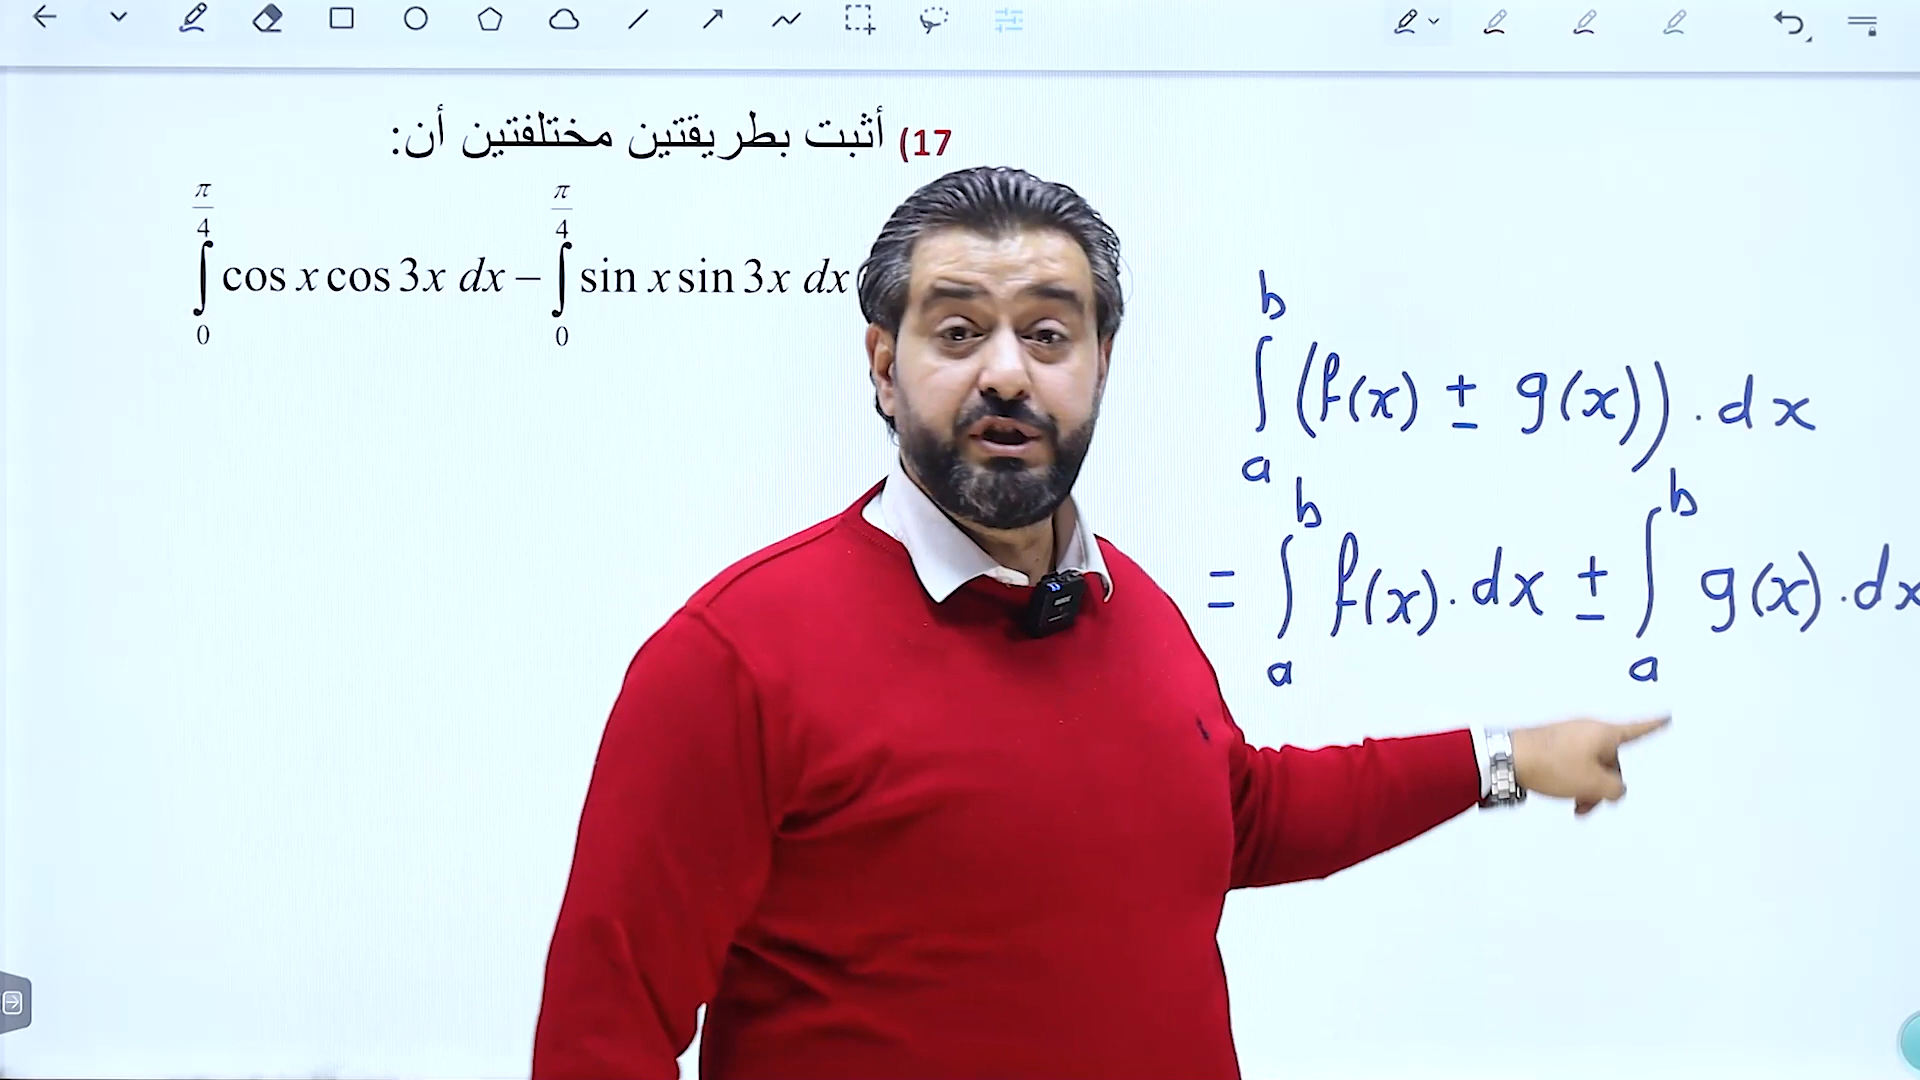 17) أثبت بطريقتين مختلفتين أن:
∫₀^{π/4} cos x cos 3x dx − ∫₀^{π/4} sin x sin 3x dx
∫ₐᵇ (f(x) ± g(x)) . dx
= ∫ₐᵇ f(x) . dx ± ∫ₐᵇ g(x) . dx